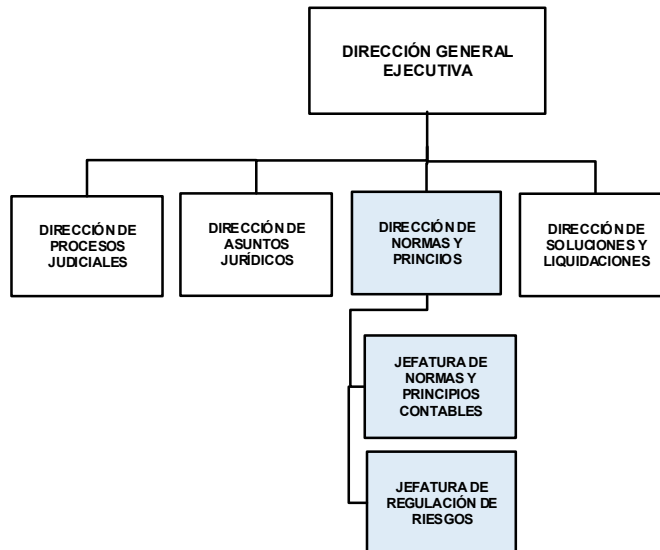 DIRECCIÓN GENERAL
EJECUTIVA
DIRECCIÓN DE
PROCESOS
JUDICIALES
DIRECCIÓN DE
ASUNTOS
JURÍDICOS
DIRECCIÓN DE
NORMAS Y
PRINCIIOS
DIRECCIÓN DE
SOLUCIONES Y
LIQUIDACIONES
JEFATURA DE
NORMAS Y
PRINCIPIOS
CONTABLES
JEFATURA DE
REGULACIÓN DE
RIESGOS